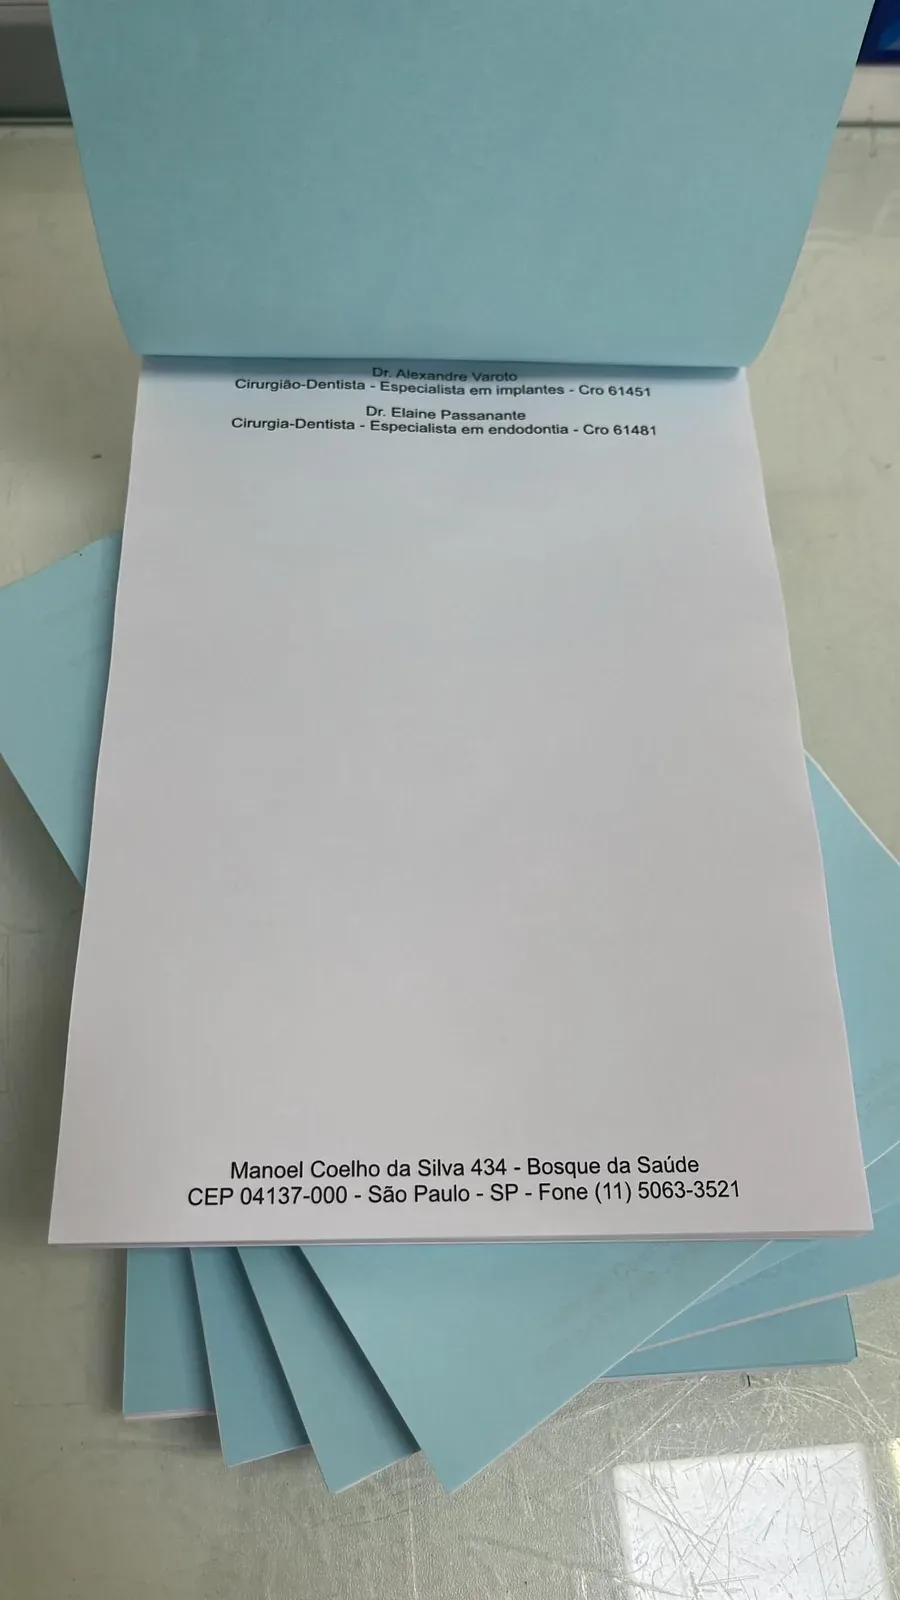 Dr. Alexandre Varoto
Cirurgião-Dentista - Especialista em implantes - Cro 61451
Dr. Elaine Passanante
Cirurgia-Dentista - Especialista em endodontia - Cro 61481
Manoel Coelho da Silva 434 - Bosque da Saúde
CEP 04137-000 - São Paulo - SP - Fone (11) 5063-3521